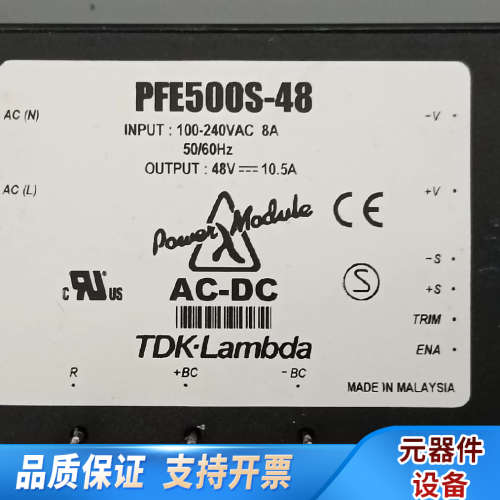 PFE500S-48
AC (N)
INPUT : 100-240VAC 8A
50/60Hz
OUTPUT : 48V⎓10.5A
-V
AC (L)
+V
Power Module
CE
-S
c RU us
AC-DC
S
+S
TRIM
TDK·Lambda
ENA
R
+BC
-BC
MADE IN MALAYSIA
品质保证 支持开票
元器件
设备